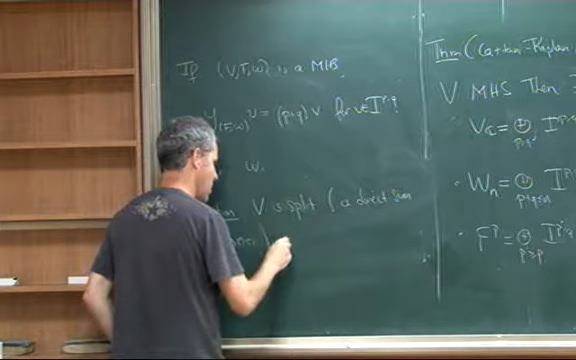 If (V, F, W) is a MHS.
Y(F,W) v = (p+q) v for v ∈ I^{p,q}
W.
V is split (a direct sum
Thm (Cattani-Kaplan-
V MHS Then
V_C = ⊕_{p,q} I^{p,q}
· W_n = ⊕_{p+q≤n} I^{p,q}
· F^p = ⊕_{p'≥p} I^{p',q}